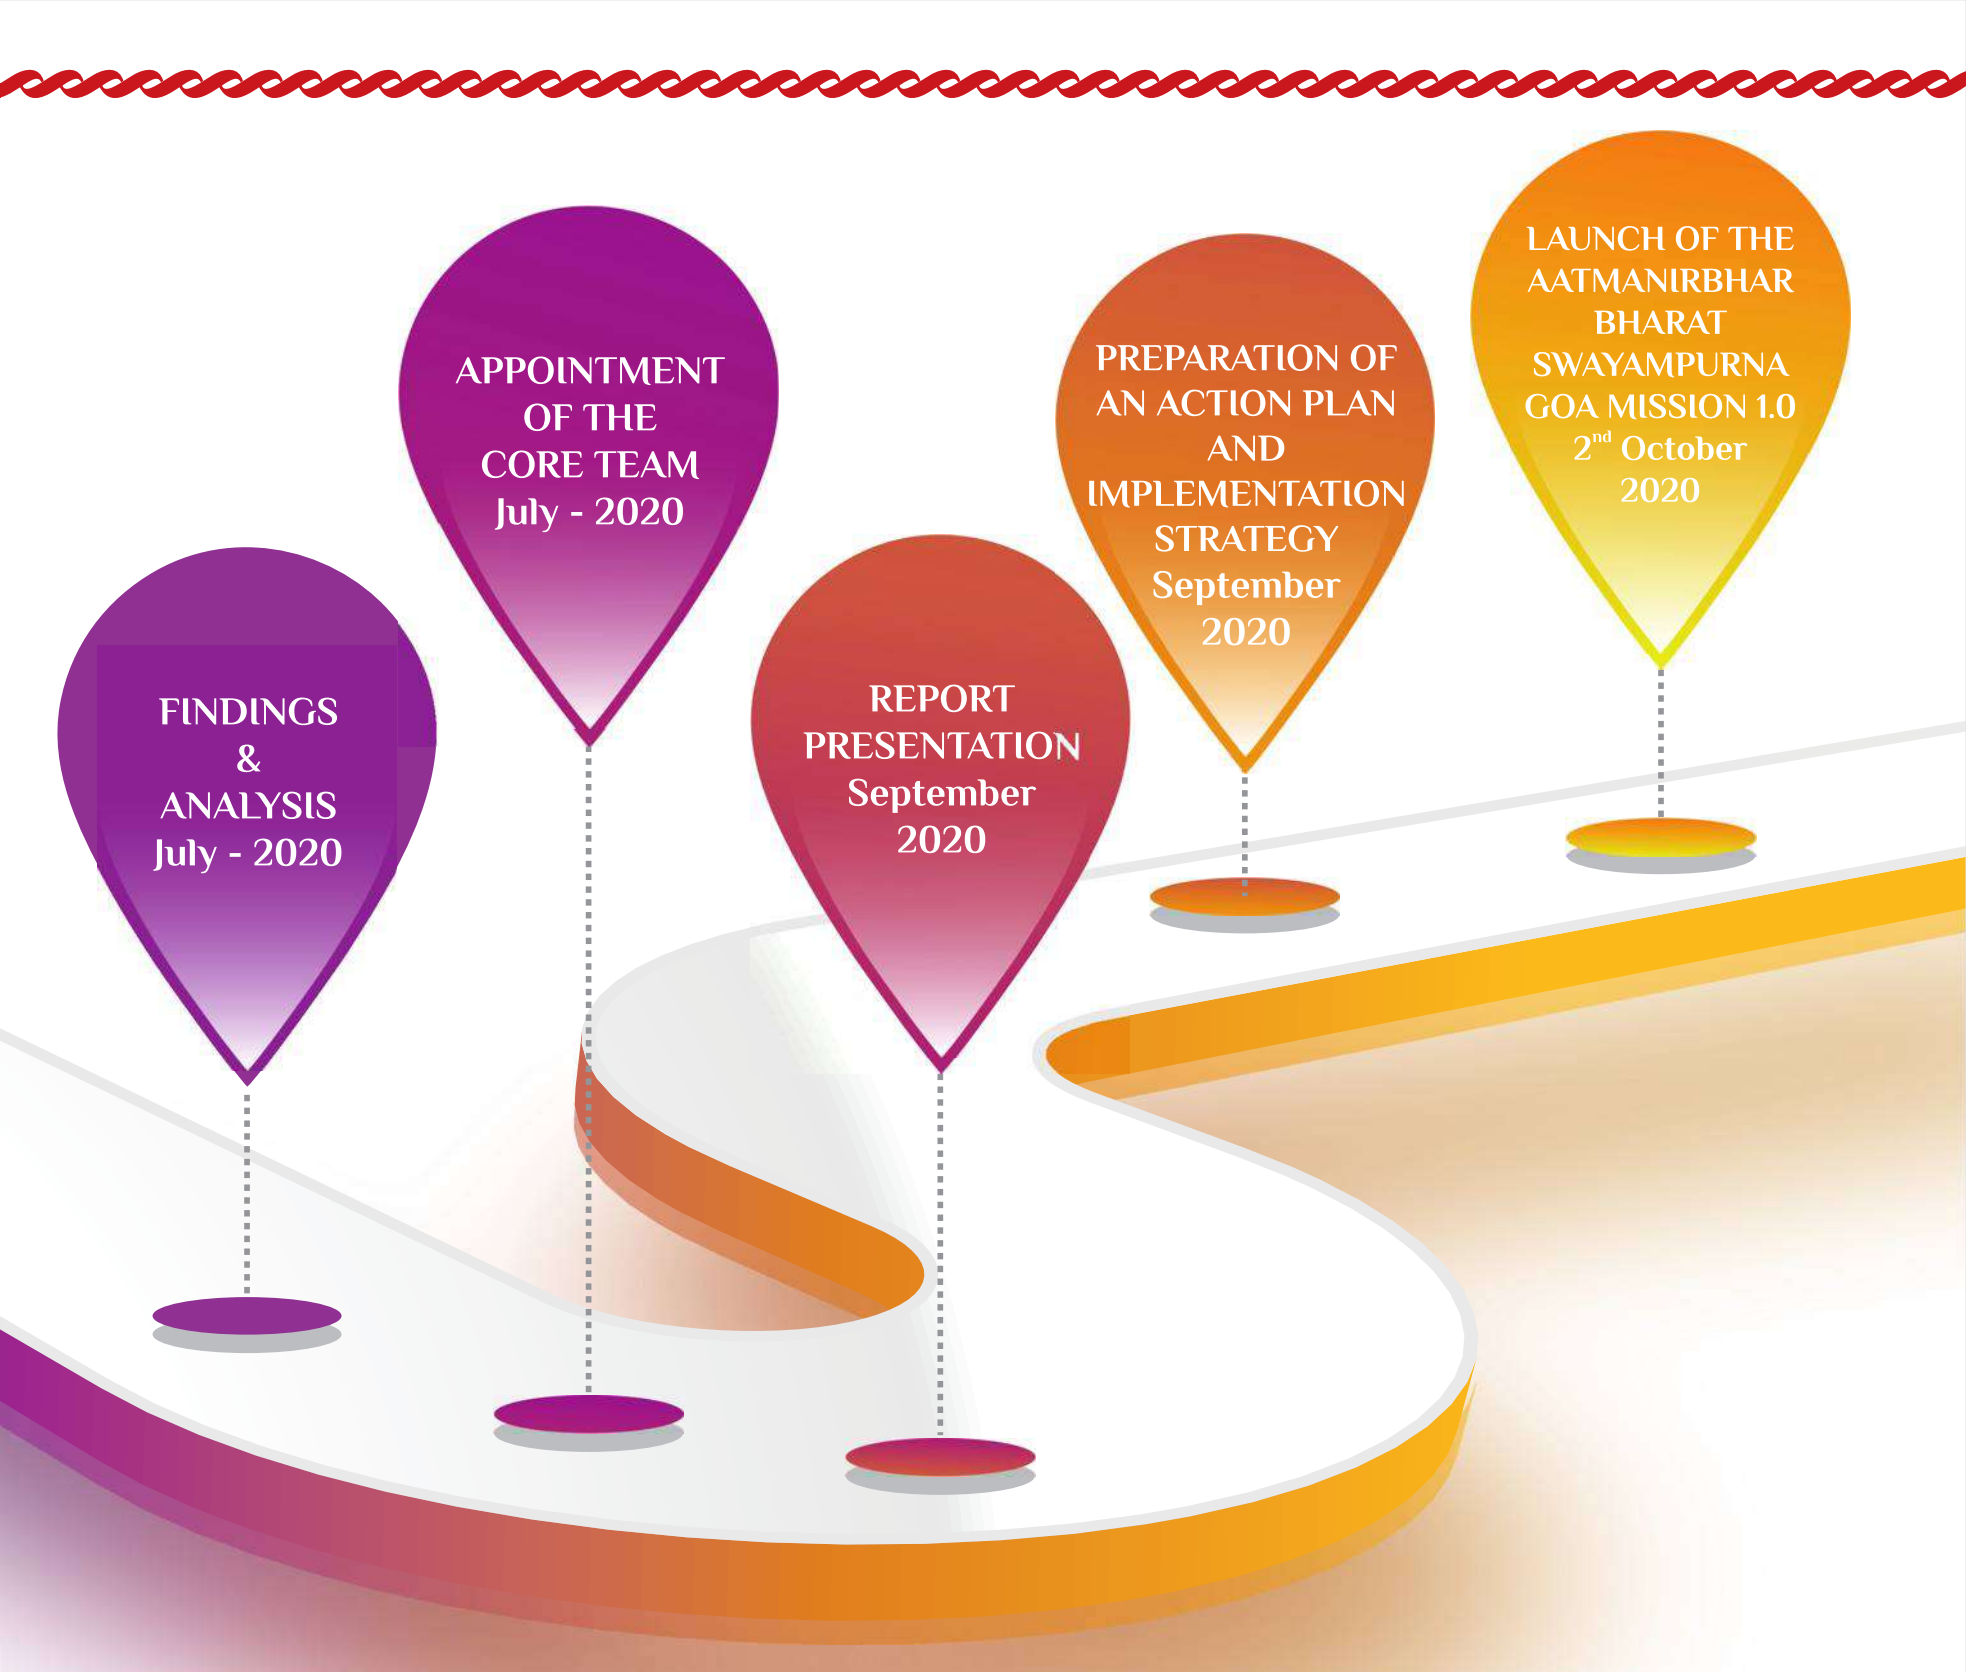 FINDINGS
&
ANALYSIS
July - 2020
APPOINTMENT
OF THE
CORE TEAM
July - 2020
REPORT
PRESENTATION
September
2020
PREPARATION OF
AN ACTION PLAN
AND
IMPLEMENTATION
STRATEGY
September
2020
LAUNCH OF THE
AATMANIRBHAR
BHARAT
SWAYAMPURNA
GOA MISSION 1.0
2nd October
2020